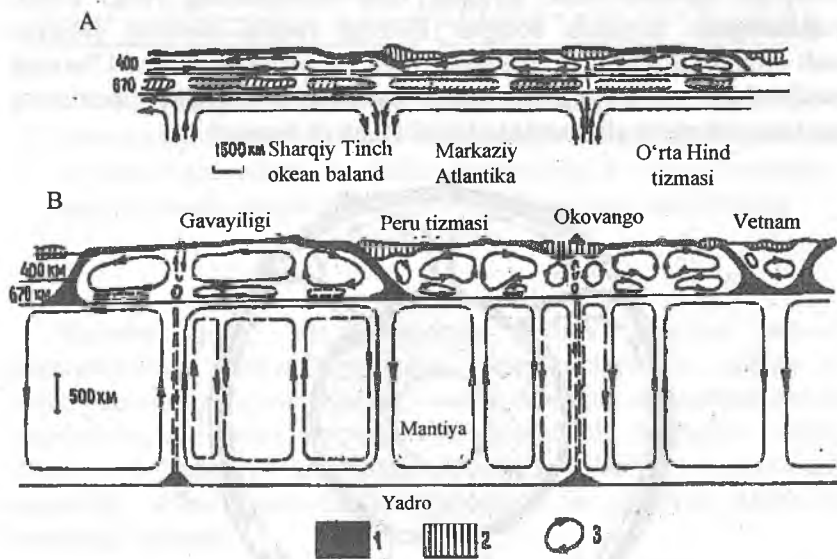 A
400
670
1500 км Sharqiy Tinch okean baland
Markaziy Atlantika
O‘rta Hind tizmasi
B
Gavayiligi
Peru tizmasi
Okovango
Vetnam
400 КМ
670 КМ
500 КМ
Mantiya
Yadro
1
2
3